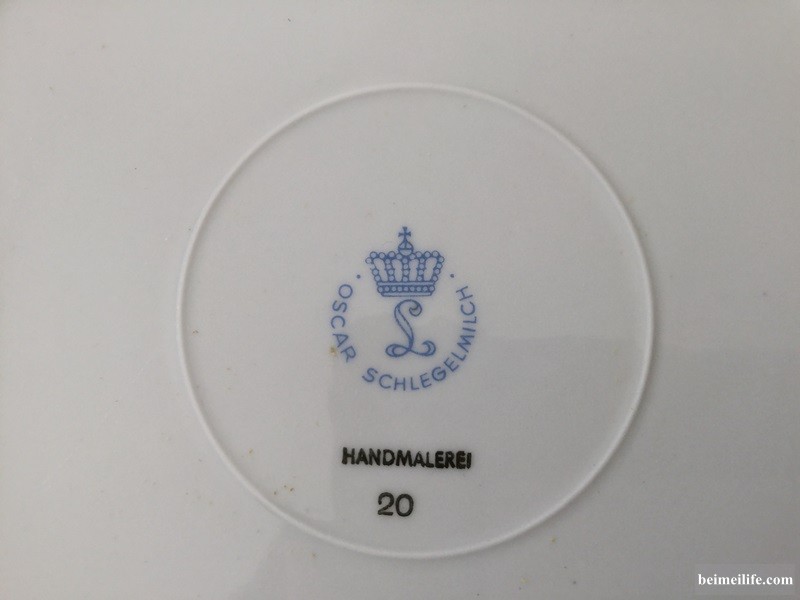 OSCAR SCHLEGELMILCH
L
HANDMALEREI
20
beimeilife.com